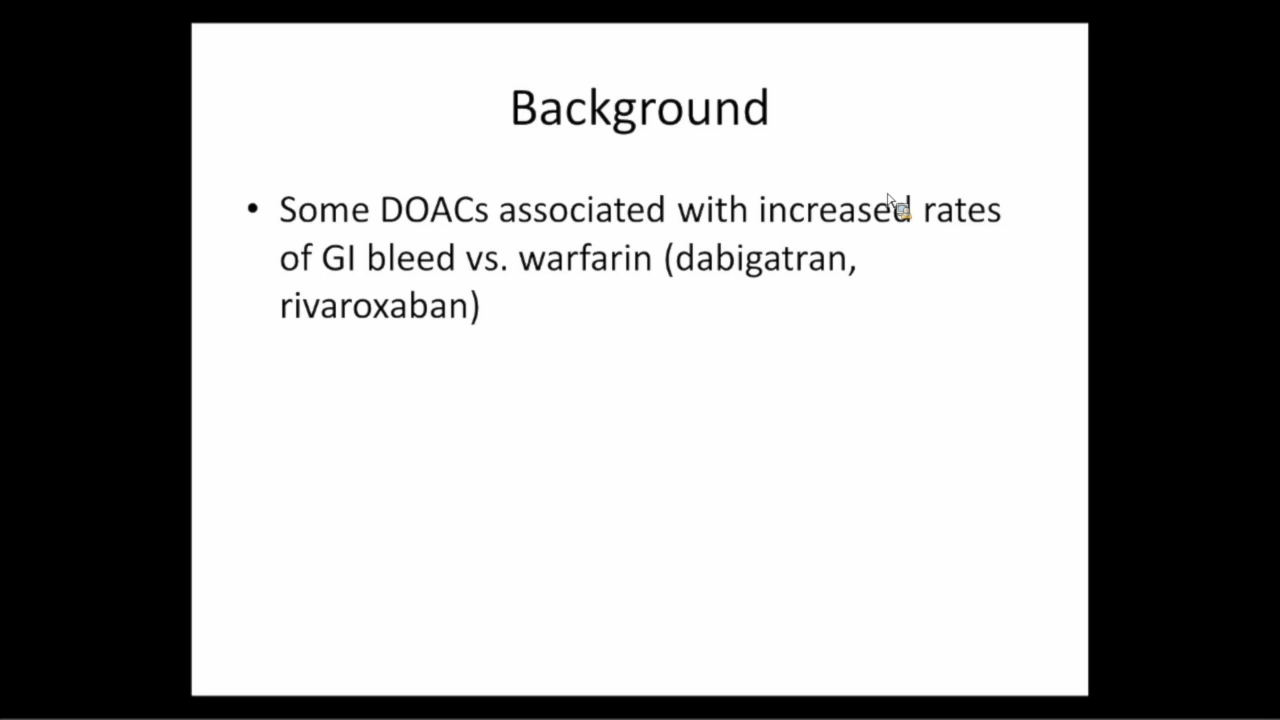 Background
• Some DOACs associated with increased rates
of GI bleed vs. warfarin (dabigatran,
rivaroxaban)